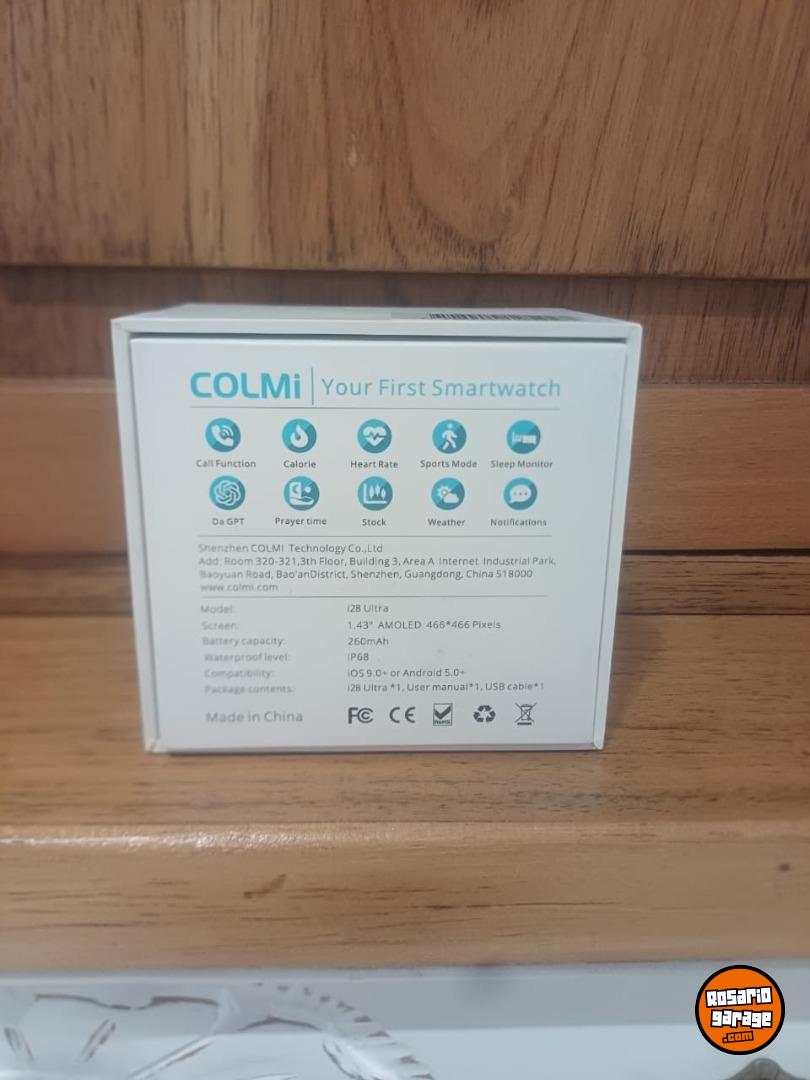 COLMi | Your First Smartwatch
Call Function Calorie Heart Rate Sports Mode Sleep Monitor
Da GPT Prayer time Stock Weather Notifications
Shenzhen COLMI Technology Co.,Ltd
Add: Room 320-321,3th Floor, Building 3, Area A Internet Industrial Park,
Baoyuan Road, Bao'anDistrict, Shenzhen, Guangdong, China 518000
www.colmi.com
Model: i28 Ultra
Screen: 1.43" AMOLED 466*466 Pixels
Battery capacity: 260mAh
Waterproof level: IP68
Compatibility: iOS 9.0+ or Android 5.0+
Package contents: i28 Ultra *1, User manual*1, USB cable*1
Made in China FC CE RoHS
Rosario
garage
.com